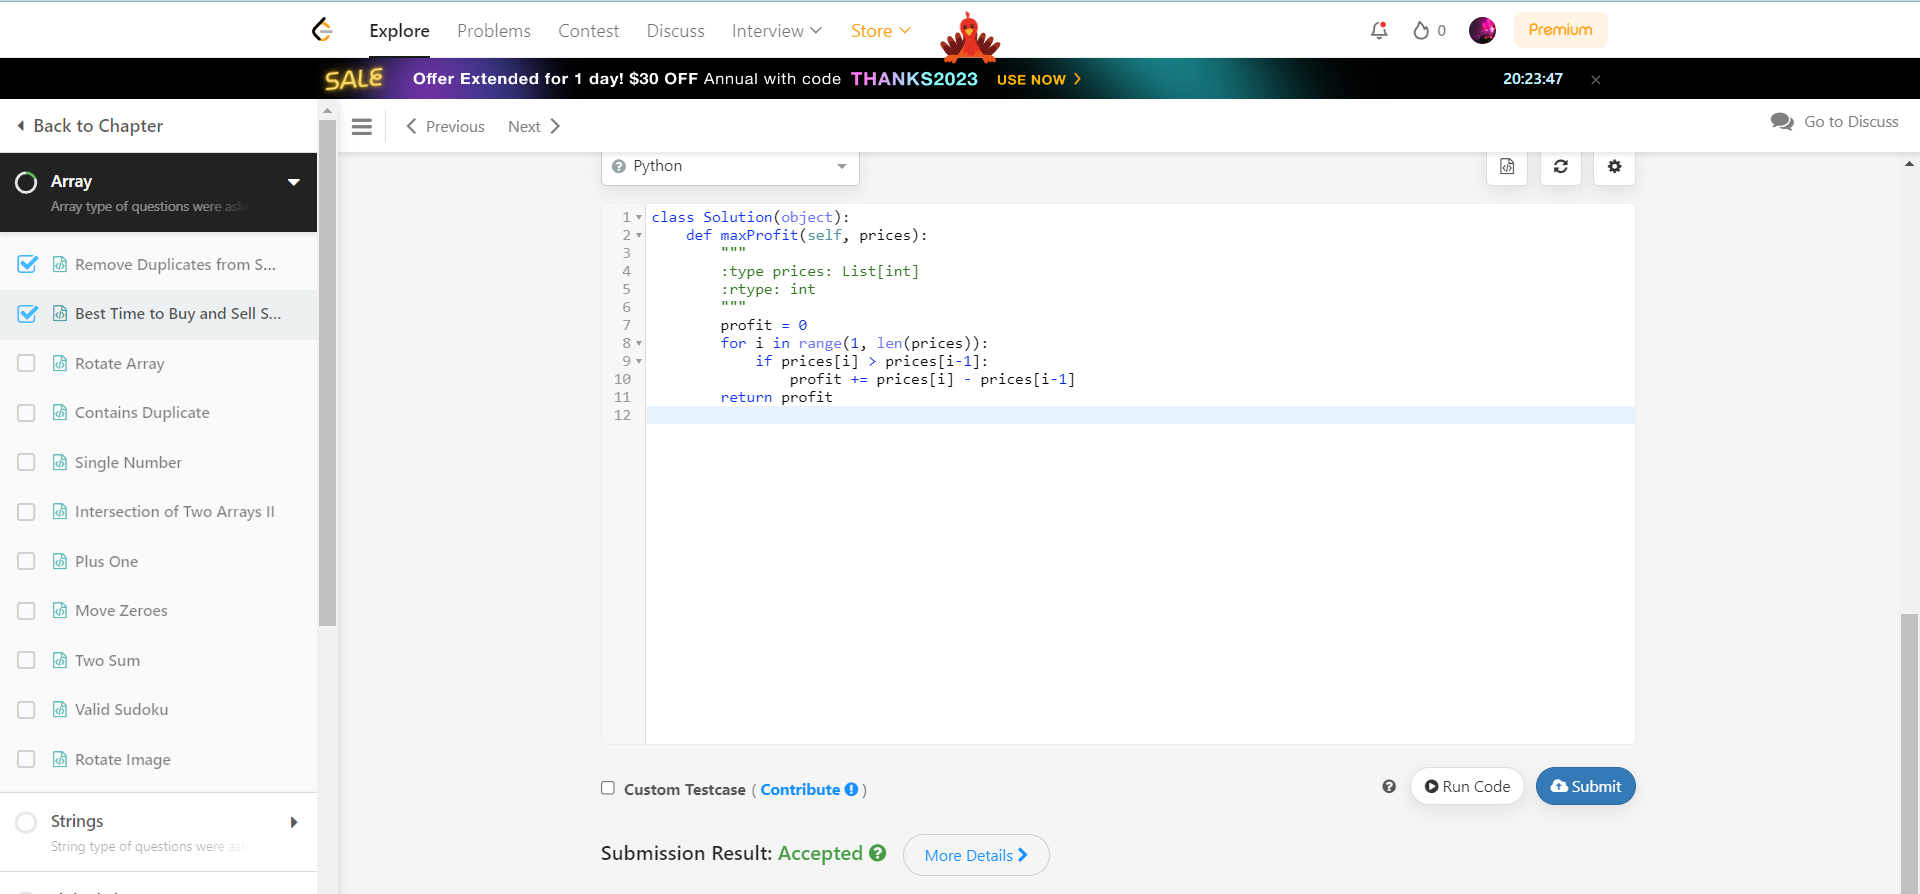 Explore
Problems
Contest
Discuss
Interview
Store
0
Premium
SALE
Offer Extended for 1 day! $30 OFF Annual with code THANKS2023 USE NOW
20:23:47
Back to Chapter
Previous
Next
Go to Discuss
Array
Array type of questions were ask
Remove Duplicates from S...
Best Time to Buy and Sell S...
Rotate Array
Contains Duplicate
Single Number
Intersection of Two Arrays II
Plus One
Move Zeroes
Two Sum
Valid Sudoku
Rotate Image
Strings
String type of questions were ask
Python
1 class Solution(object):
2 def maxProfit(self, prices):
3 """
4 :type prices: List[int]
5 :rtype: int
6 """
7 profit = 0
8 for i in range(1, len(prices)):
9 if prices[i] > prices[i-1]:
10 profit += prices[i] - prices[i-1]
11 return profit
12
Custom Testcase ( Contribute )
Run Code
Submit
Submission Result: Accepted
More Details